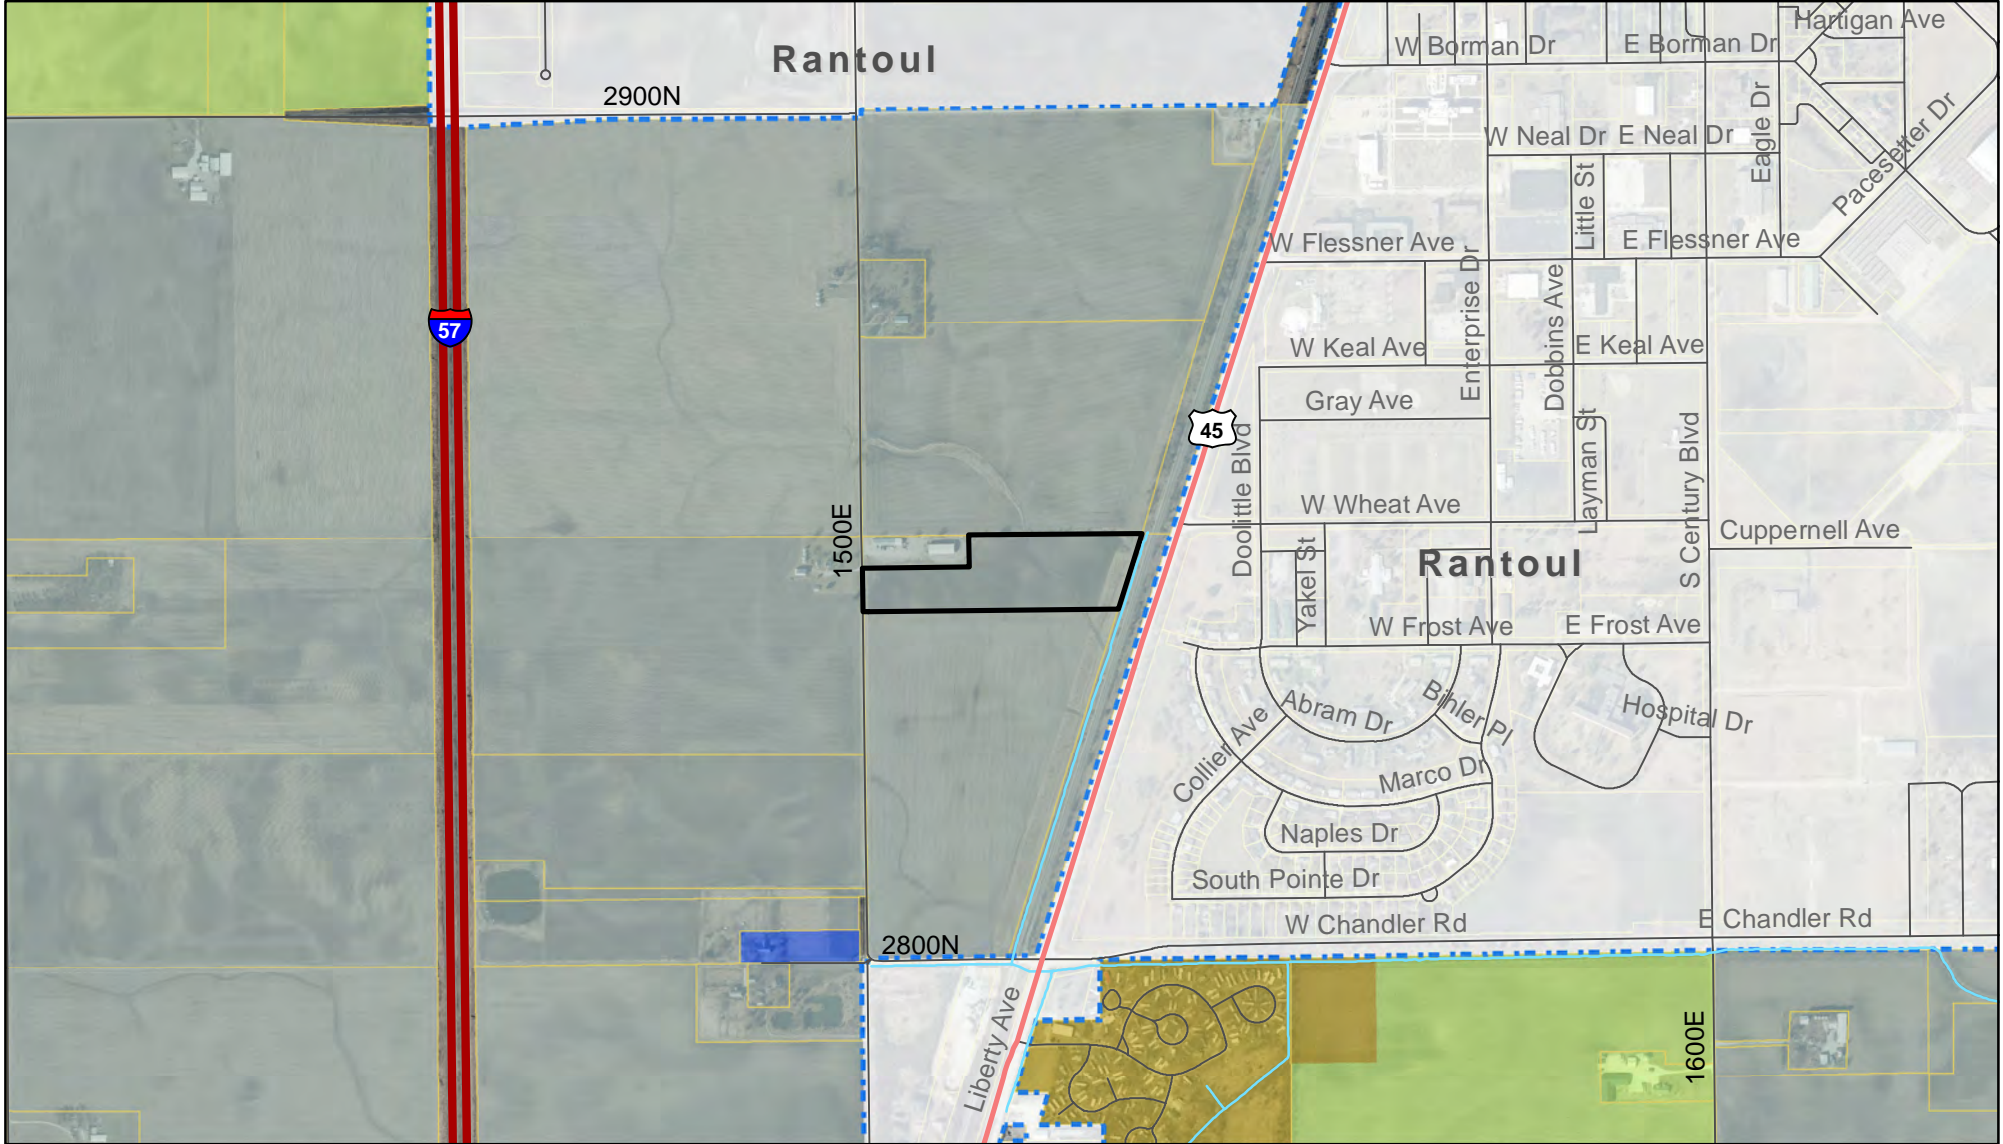 Hartigan Ave
W Borman Dr
E Borman Dr
Rantoul
2900N
Eagle Dr
Pacesetter Dr
W Neal Dr
E Neal Dr
Little St
W Flessner Ave
E Flessner Ave
Enterprise Dr
Dobbins Ave
57
W Keal Ave
E Keal Ave
Gray Ave
45
Doolittle Blvd
Layman St
S Century Blvd
W Wheat Ave
1500E
Cuppernell Ave
Rantoul
Yakel St
W Frost Ave
E Frost Ave
Abram Dr
Bihler Pl
Hospital Dr
Collier Ave
Marco Dr
Naples Dr
South Pointe Dr
W Chandler Rd
E Chandler Rd
2800N
Liberty Ave
1600E